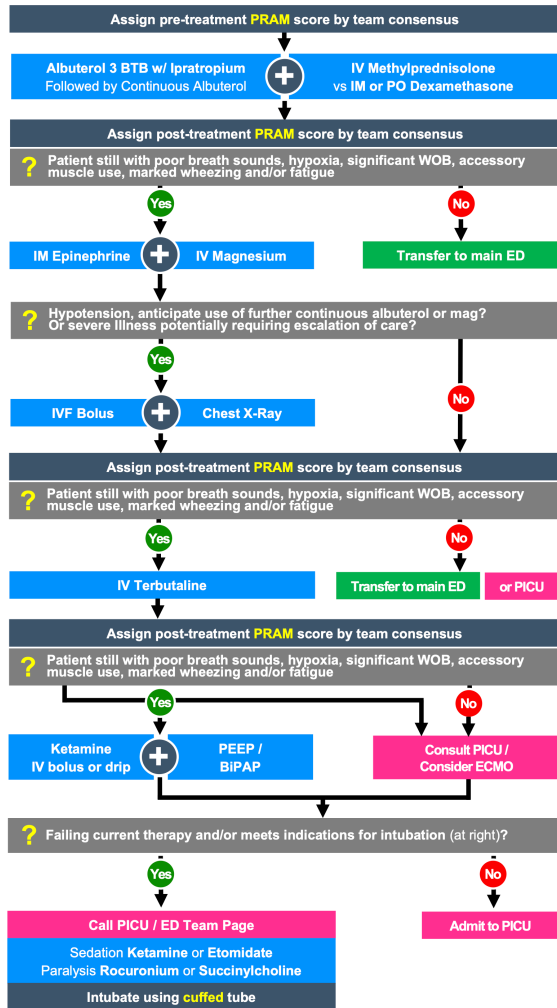 Assign pre-treatment PRAM score by team consensus
Albuterol 3 BTB w/ Ipratropium
Followed by Continuous Albuterol
IV Methylprednisolone
vs IM or PO Dexamethasone
Assign post-treatment PRAM score by team consensus
? Patient still with poor breath sounds, hypoxia, significant WOB, accessory
muscle use, marked wheezing and/or fatigue
Yes
No
IM Epinephrine
IV Magnesium
Transfer to main ED
? Hypotension, anticipate use of further continuous albuterol or mag?
Or severe Illness potentially requiring escalation of care?
Yes
No
IVF Bolus
Chest X-Ray
Assign post-treatment PRAM score by team consensus
? Patient still with poor breath sounds, hypoxia, significant WOB, accessory
muscle use, marked wheezing and/or fatigue
Yes
No
IV Terbutaline
Transfer to main ED
or PICU
Assign post-treatment PRAM score by team consensus
? Patient still with poor breath sounds, hypoxia, significant WOB, accessory
muscle use, marked wheezing and/or fatigue
Yes
No
Ketamine
IV bolus or drip
PEEP /
BiPAP
Consult PICU /
Consider ECMO
? Failing current therapy and/or meets indications for intubation (at right)?
Yes
No
Call PICU / ED Team Page
Admit to PICU
Sedation Ketamine or Etomidate
Paralysis Rocuronium or Succinylcholine
Intubate using cuffed tube